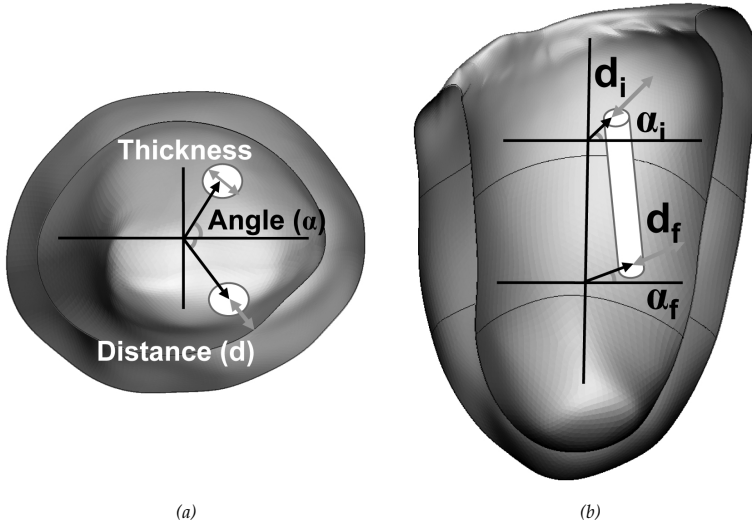 Thickness
Angle (α)
Distance (d)
(a)
dᵢ
αᵢ
d_f
α_f
(b)